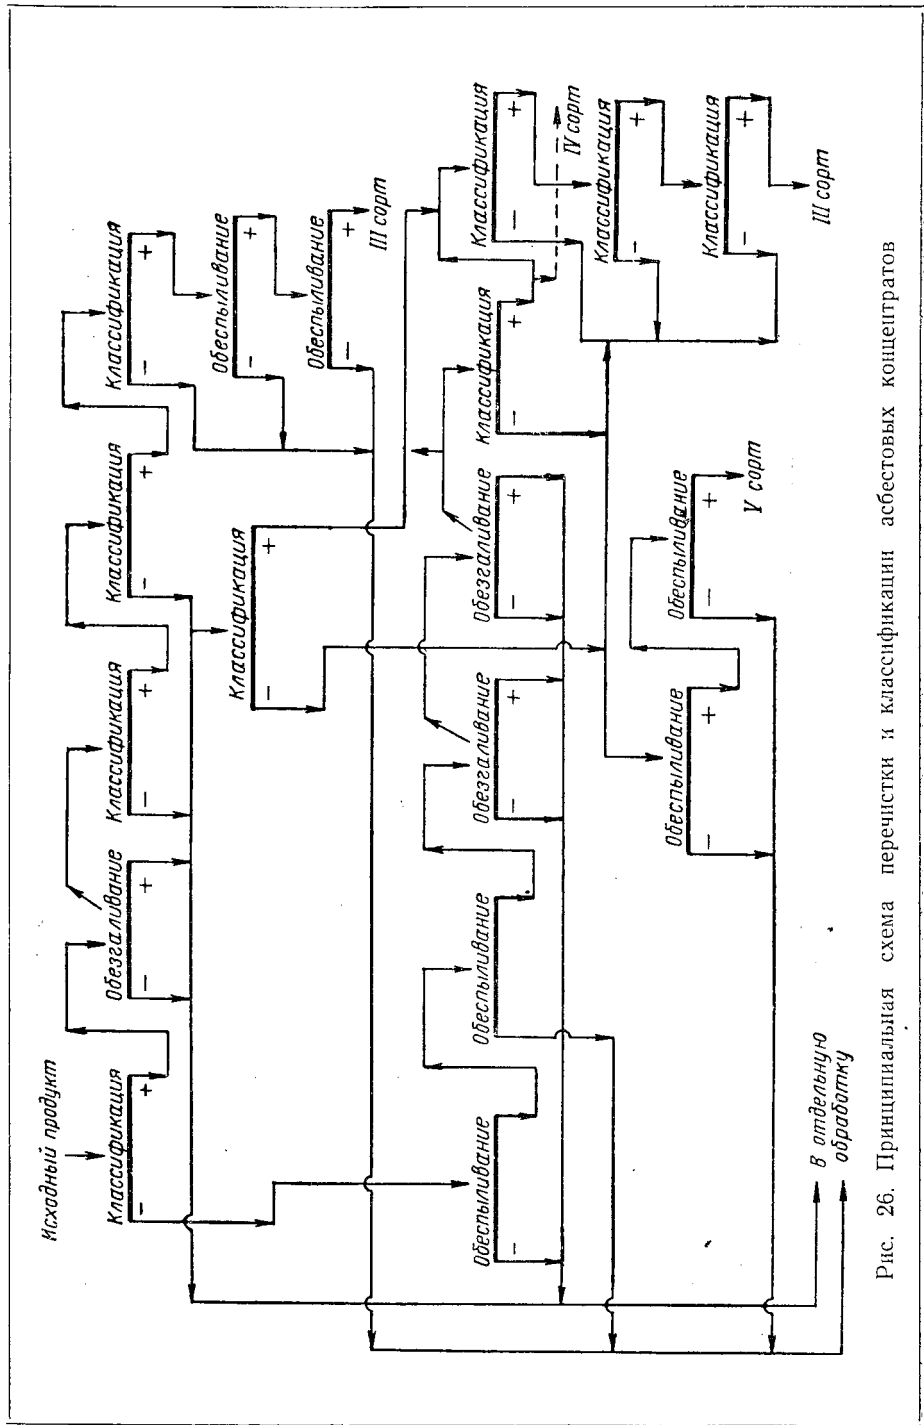 Исходный продукт
Классификация
− +
Обезгаливание
− +
Классификация
− +
Классификация
− +
Классификация
− +
Обеспыливание
− +
Обеспыливание
− +
III сорт
Классификация
− +
Обеспыливание
−
Обеспыливание
Обезгаливание
− +
Обезгаливание
− +
Классификация
− +
IV сорт
Классификация
− +
Классификация
− +
Классификация
− +
III сорт
Обеспыливание
− +
Обеспыливание
− +
V сорт
В отдельную
обработку
Рис. 26. Принципиальная схема перечистки и классификации асбестовых концентратов